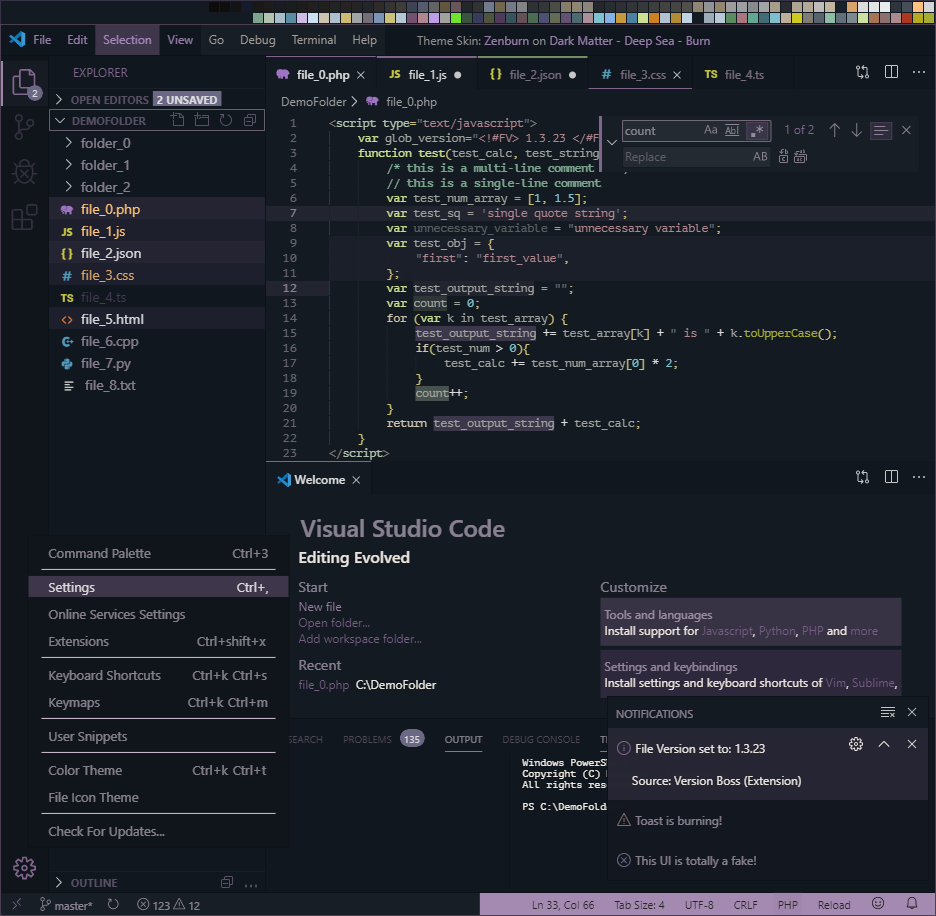 File Edit Selection View Go Debug Terminal Help
Theme Skin: Zenburn on Dark Matter - Deep Sea - Burn
2
EXPLORER
OPEN EDITORS 2 UNSAVED
DEMOFOLDER
folder_0
folder_1
folder_2
file_0.php
JS file_1.js
{} file_2.json
# file_3.css
TS file_4.ts
<> file_5.html
file_6.cpp
file_7.py
file_8.txt
file_0.php
JS file_1.js
{} file_2.json
# file_3.css
TS file_4.ts
DemoFolder > file_0.php
count Aa Abl .* 1 of 2
Replace AB
1 <script type="text/javascript">
2 var glob_version="<!#FV> 1.3.23 </#F
3 function test(test_calc, test_string
4 /* this is a multi-line comment
5 // this is a single-line comment
6 var test_num_array = [1, 1.5];
7 var test_sq = 'single quote string';
8 var unnecessary_variable = "unnecessary variable";
9 var test_obj = {
10 "first": "first_value",
11 };
12 var test_output_string = "";
13 var count = 0;
14 for (var k in test_array) {
15 test_output_string += test_array[k] + " is " + k.toUpperCase();
16 if(test_num > 0){
17 test_calc += test_num_array[0] * 2;
18 }
19 count++;
20 }
21 return test_output_string + test_calc;
22 }
23 </script>
Welcome
Visual Studio Code
Editing Evolved
Start
New file
Open folder...
Add workspace folder...
Recent
file_0.php C:\DemoFolder
Customize
Tools and languages
Install support for Javascript, Python, PHP and more
Settings and keybindings
Install settings and keyboard shortcuts of Vim, Sublime,
Command Palette Ctrl+3
Settings Ctrl+,
Online Services Settings
Extensions Ctrl+shift+x
Keyboard Shortcuts Ctrl+k Ctrl+s
Keymaps Ctrl+k Ctrl+m
User Snippets
Color Theme Ctrl+k Ctrl+t
File Icon Theme
Check For Updates...
SEARCH PROBLEMS 135 OUTPUT DEBUG CONSOLE
Windows PowerS
Copyright (C)
All rights rese
PS C:\DemoFold
NOTIFICATIONS
File Version set to: 1.3.23
Source: Version Boss (Extension)
Toast is burning!
This UI is totally a fake!
OUTLINE
master* 123 12
Ln 33, Col 66 Tab Size: 4 UTF-8 CRLF PHP Reload